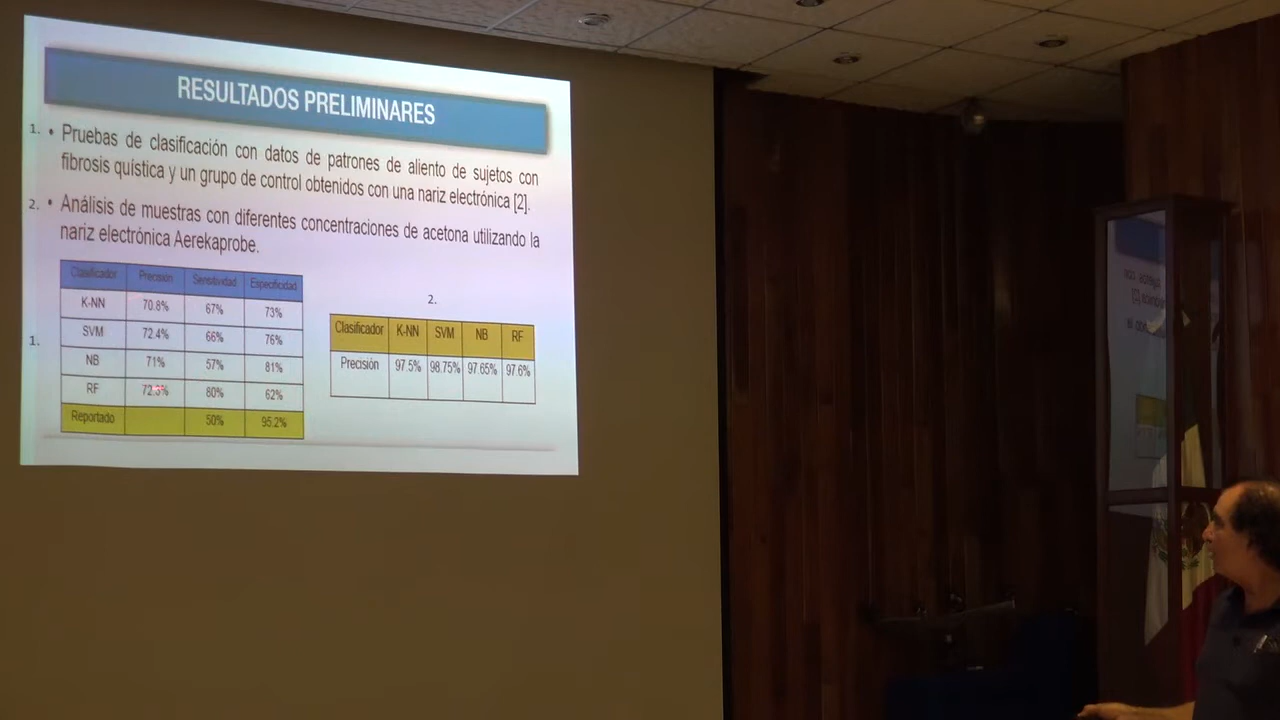 RESULTADOS PRELIMINARES
1. • Pruebas de clasificación con datos de patrones de aliento de sujetos con
fibrosis quística y un grupo de control obtenidos con una nariz electrónica [2].
2. • Análisis de muestras con diferentes concentraciones de acetona utilizando la
nariz electrónica Aerekaprobe.
1.
Clasificador Precisión Sensitividad Especificidad
K-NN 70.8% 67% 73%
SVM 72.4% 66% 76%
NB 71% 57% 81%
RF 72.3% 80% 62%
Reportado 50% 95.2%
2.
Clasificador K-NN SVM NB RF
Precisión 97.5% 98.75% 97.65% 97.6%